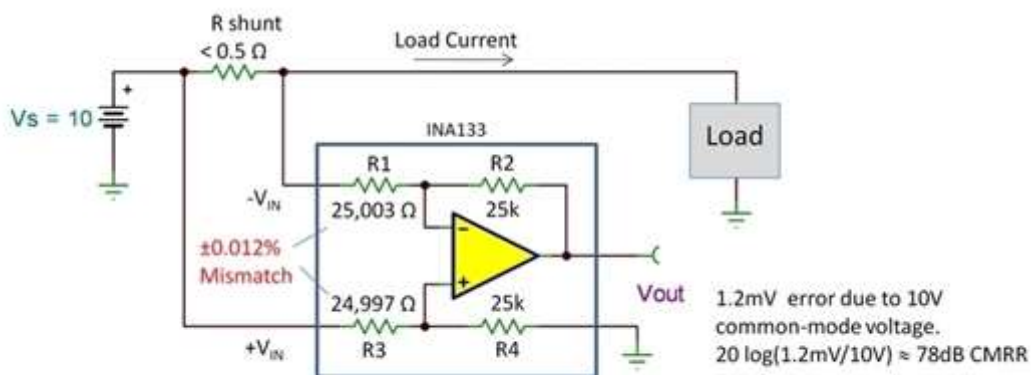 R shunt
< 0.5 Ω
Load Current
Vs = 10
+
INA133
Load
R1
R2
-VIN
25,003 Ω
25k
±0.012%
Mismatch
−
+
Vout
24,997 Ω
25k
+VIN
R3
R4
1.2mV error due to 10V
common-mode voltage.
20 log(1.2mV/10V) ≈ 78dB CMRR